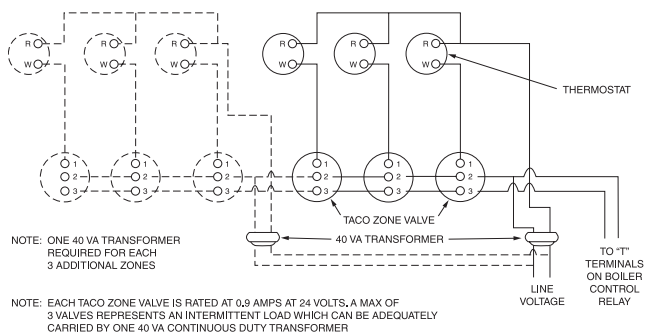 R R R R R R
W W W W W W
THERMOSTAT
1 1 1 1 1 1
2 2 2 2 2 2
3 3 3 3 3 3
TACO ZONE VALVE
NOTE: ONE 40 VA TRANSFORMER
REQUIRED FOR EACH
3 ADDITIONAL ZONES
40 VA TRANSFORMER
LINE
VOLTAGE
TO "T"
TERMINALS
ON BOILER
CONTROL
RELAY
NOTE: EACH TACO ZONE VALVE IS RATED AT 0.9 AMPS AT 24 VOLTS. A MAX OF
3 VALVES REPRESENTS AN INTERMITTENT LOAD WHICH CAN BE ADEQUATELY
CARRIED BY ONE 40 VA CONTINUOUS DUTY TRANSFORMER